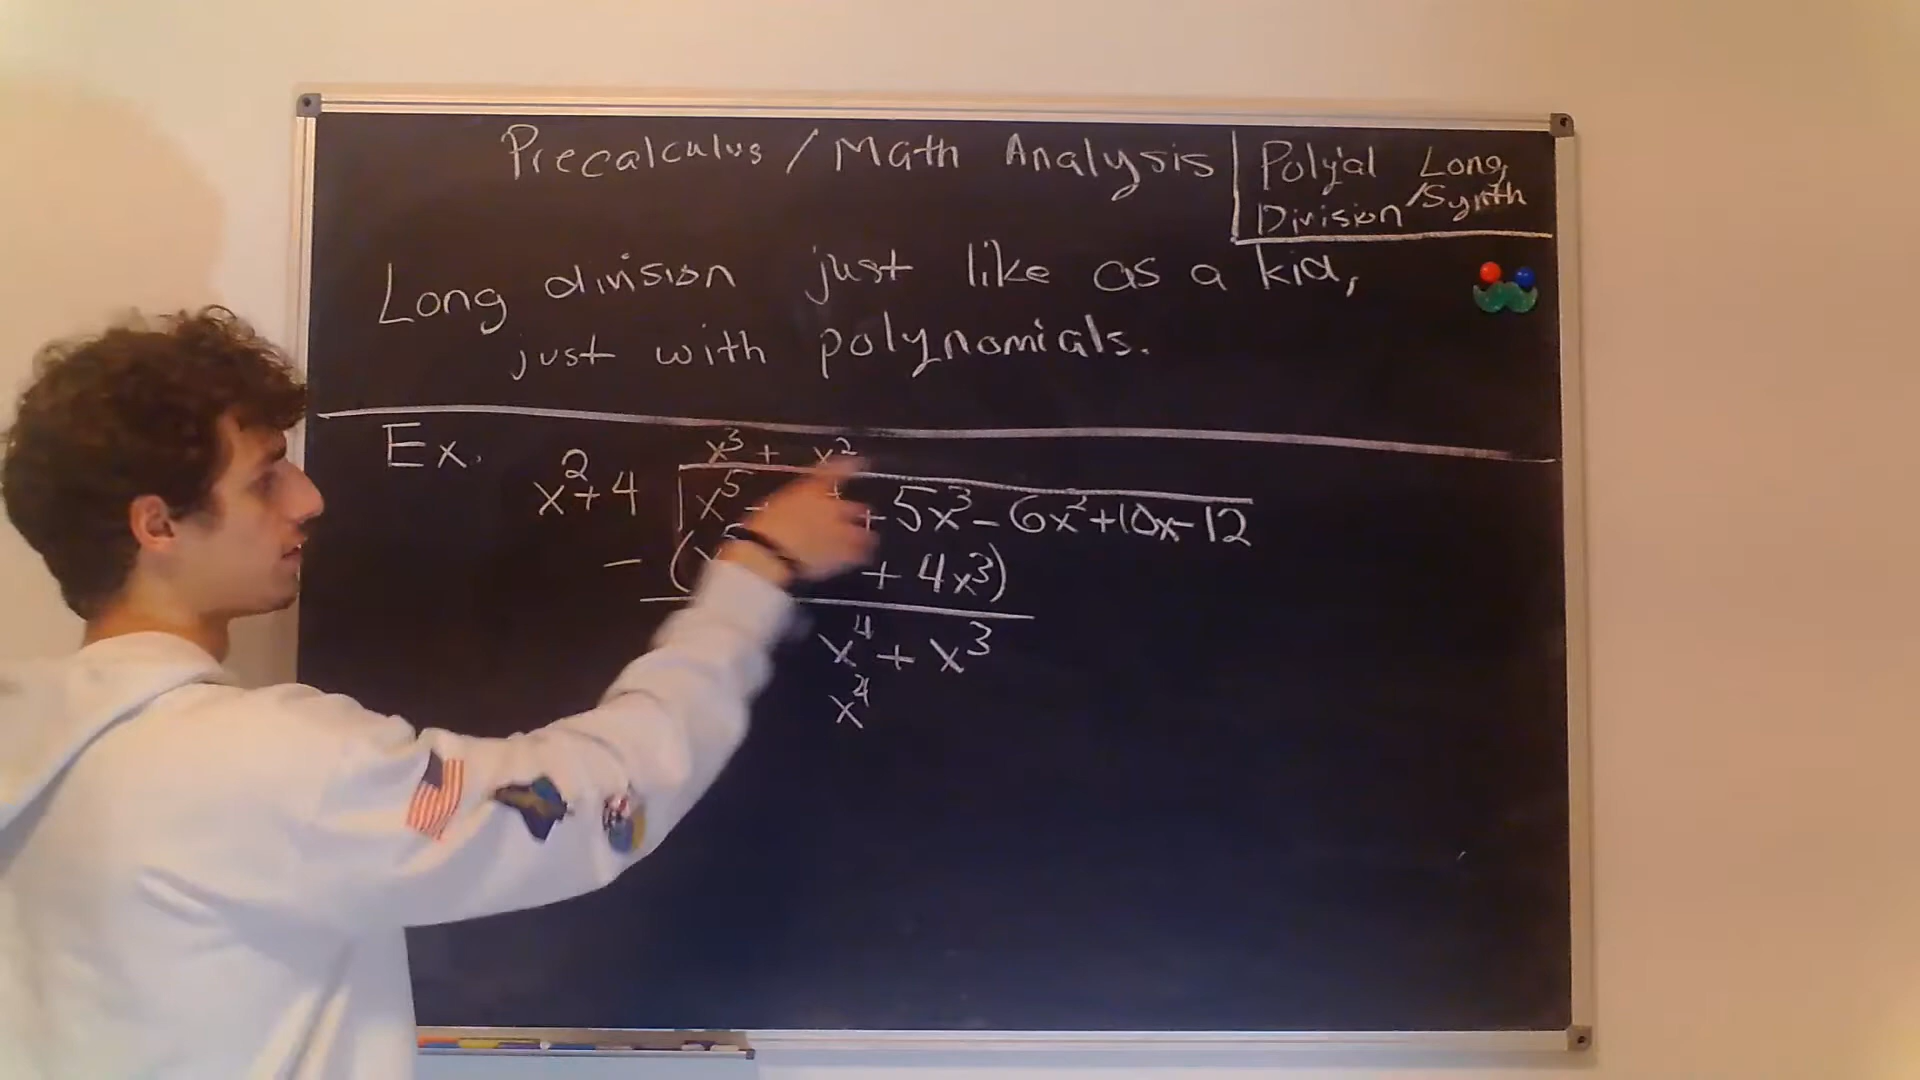 Precalculus / Math Analysis
Poly'al Long
Division /Synth
Long division just like as a kid,
just with polynomials.
Ex.
x³ + x²
x²+4 x⁵ + 5x³ - 6x² + 10x - 12
- ( + 4x³)
x⁴ + x³
x⁴